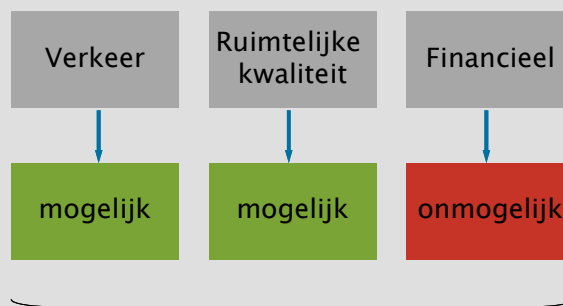 Verkeer
Ruimtelijke
kwaliteit
Financieel
mogelijk
mogelijk
onmogelijk